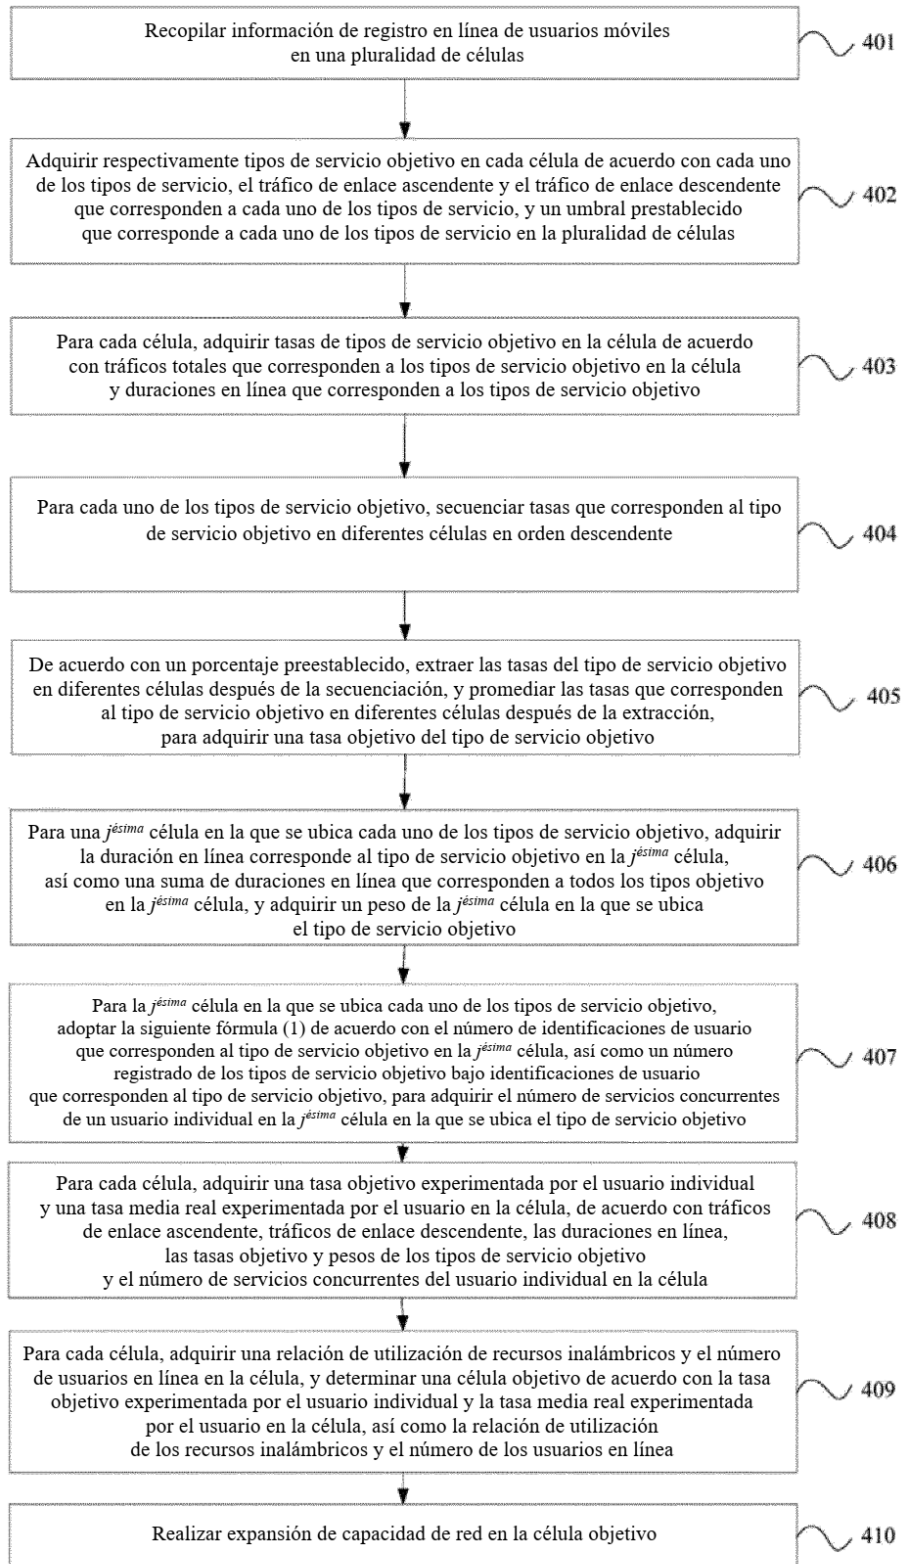 Recopilar información de registro en línea de usuarios móviles
en una pluralidad de células
401
Adquirir respectivamente tipos de servicio objetivo en cada célula de acuerdo con cada uno
de los tipos de servicio, el tráfico de enlace ascendente y el tráfico de enlace descendente
que corresponden a cada uno de los tipos de servicio, y un umbral prestablecido
que corresponde a cada uno de los tipos de servicio en la pluralidad de células
402
Para cada célula, adquirir tasas de tipos de servicio objetivo en la célula de acuerdo
con tráficos totales que corresponden a los tipos de servicio objetivo en la célula
y duraciones en línea que corresponden a los tipos de servicio objetivo
403
Para cada uno de los tipos de servicio objetivo, secuenciar tasas que corresponden al tipo
de servicio objetivo en diferentes células en orden descendente
404
De acuerdo con un porcentaje preestablecido, extraer las tasas del tipo de servicio objetivo
en diferentes células después de la secuenciación, y promediar las tasas que corresponden
al tipo de servicio objetivo en diferentes células después de la extracción,
para adquirir una tasa objetivo del tipo de servicio objetivo
405
Para una jésima célula en la que se ubica cada uno de los tipos de servicio objetivo, adquirir
la duración en línea corresponde al tipo de servicio objetivo en la jésima célula,
así como una suma de duraciones en línea que corresponden a todos los tipos objetivo
en la jésima célula, y adquirir un peso de la jésima célula en la que se ubica
el tipo de servicio objetivo
406
Para la jésima célula en la que se ubica cada uno de los tipos de servicio objetivo,
adoptar la siguiente fórmula (1) de acuerdo con el número de identificaciones de usuario
que corresponden al tipo de servicio objetivo en la jésima célula, así como un número
registrado de los tipos de servicio objetivo bajo identificaciones de usuario
que corresponden al tipo de servicio objetivo, para adquirir el número de servicios concurrentes
de un usuario individual en la jésima célula en la que se ubica el tipo de servicio objetivo
407
Para cada célula, adquirir una tasa objetivo experimentada por el usuario individual
y una tasa media real experimentada por el usuario en la célula, de acuerdo con tráficos
de enlace ascendente, tráficos de enlace descendente, las duraciones en línea,
las tasas objetivo y pesos de los tipos de servicio objetivo
y el número de servicios concurrentes del usuario individual en la célula
408
Para cada célula, adquirir una relación de utilización de recursos inalámbricos y el número
de usuarios en línea en la célula, y determinar una célula objetivo de acuerdo con la tasa
objetivo experimentada por el usuario individual y la tasa media real experimentada
por el usuario en la célula, así como la relación de utilización
de los recursos inalámbricos y el número de los usuarios en línea
409
Realizar expansión de capacidad de red en la célula objetivo
410